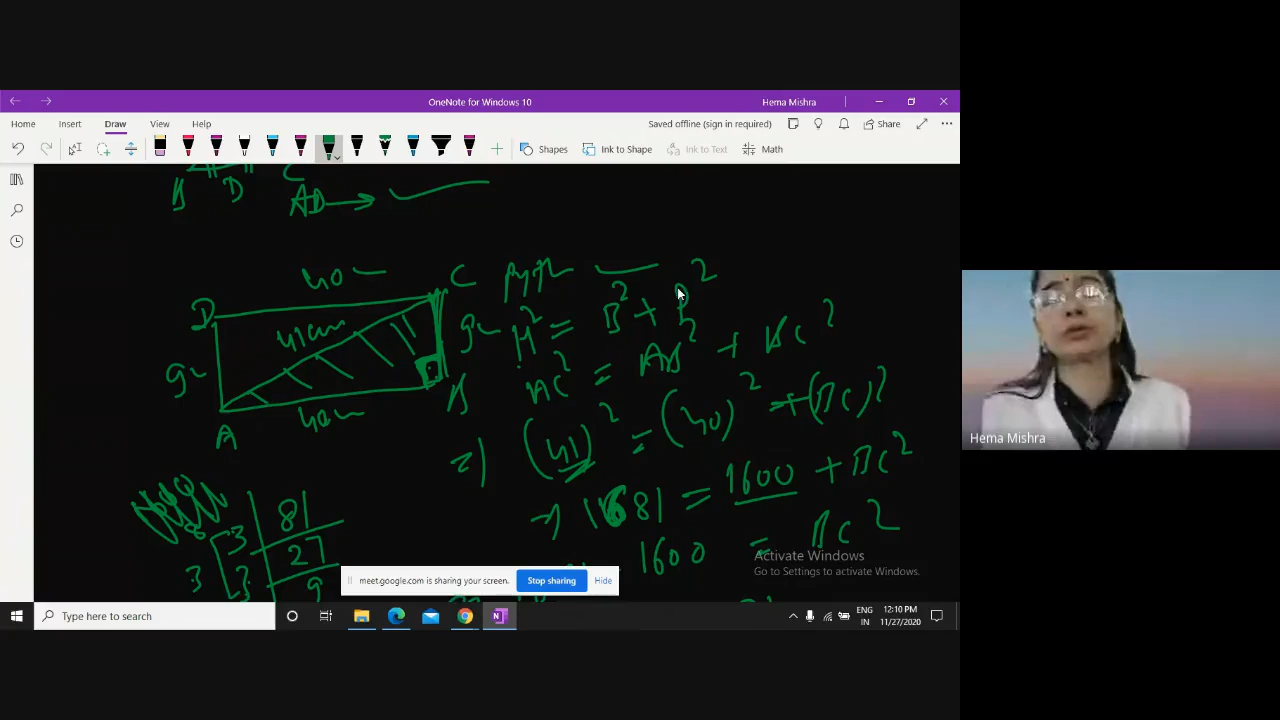 OneNote for Windows 10
Hema Mishra
Home Insert Draw View Help
Saved offline (sign in required)
Share
Shapes Ink to Shape Ink to Text Math
B D C
AD →
40 C
D
41cm
9 9
40
A B
H² = B² + P²
AC² = AB² + BC²
⇒) (41)² = (40)² + (BC)²
⇒ 1681 = 1600 + BC²
1600 = BC²
3 81
3 27
3 9
Activate Windows
Go to Settings to activate Windows.
meet.google.com is sharing your screen. Stop sharing Hide
Type here to search
ENG
IN
12:10 PM
11/27/2020
Hema Mishra